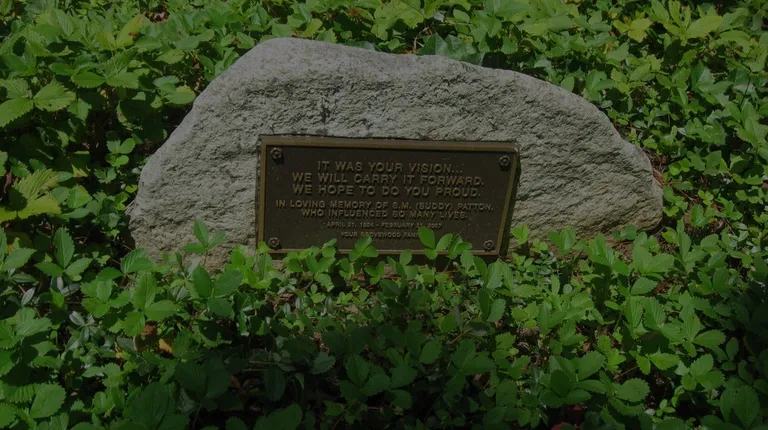 IT WAS YOUR VISION...
WE WILL CARRY IT FORWARD.
WE HOPE TO DO YOU PROUD.
IN LOVING MEMORY OF S.M. (BUDDY) PATTON,
WHO INFLUENCED SO MANY LIVES.
APRIL 21, - FEBRUARY
YOUR